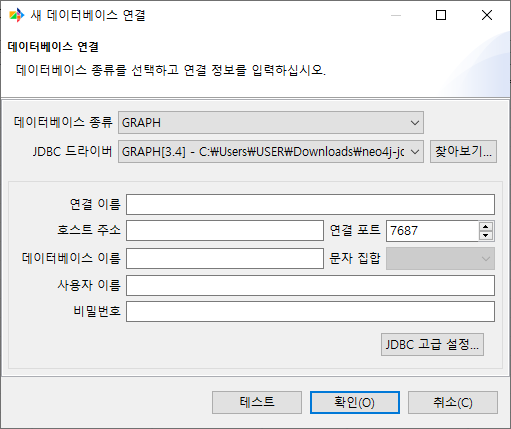 새 데이터베이스 연결
데이터베이스 연결
데이터베이스 종류를 선택하고 연결 정보를 입력하십시오.
데이터베이스 종류 GRAPH
JDBC 드라이버 GRAPH[3.4] - C:₩Users₩USER₩Downloads₩neo4j-jc 찾아보기...
연결 이름
호스트 주소 연결 포트 7687
데이터베이스 이름 문자 집합
사용자 이름
비밀번호
JDBC 고급 설정...
테스트 확인(O) 취소(C)